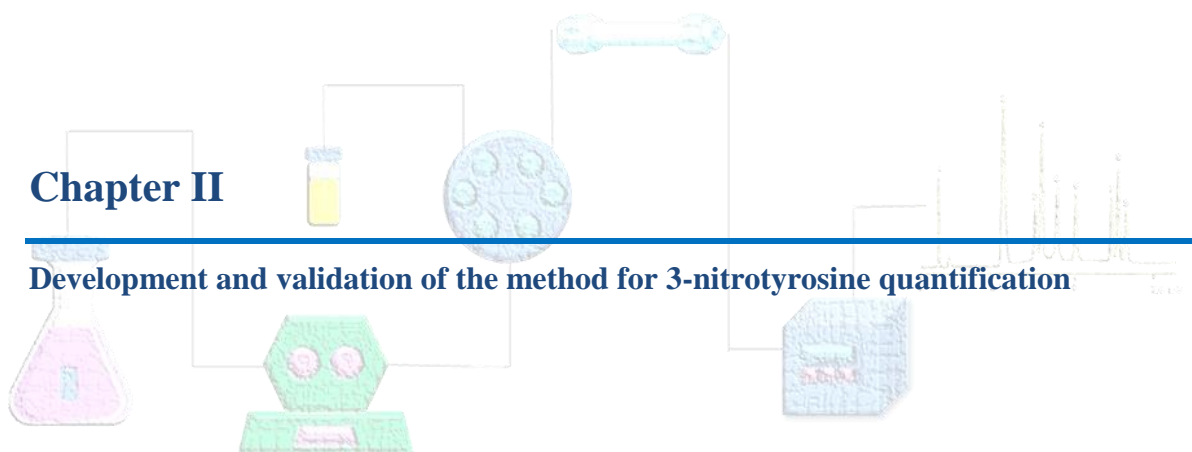 Chapter II
Development and validation of the method for 3-nitrotyrosine quantification